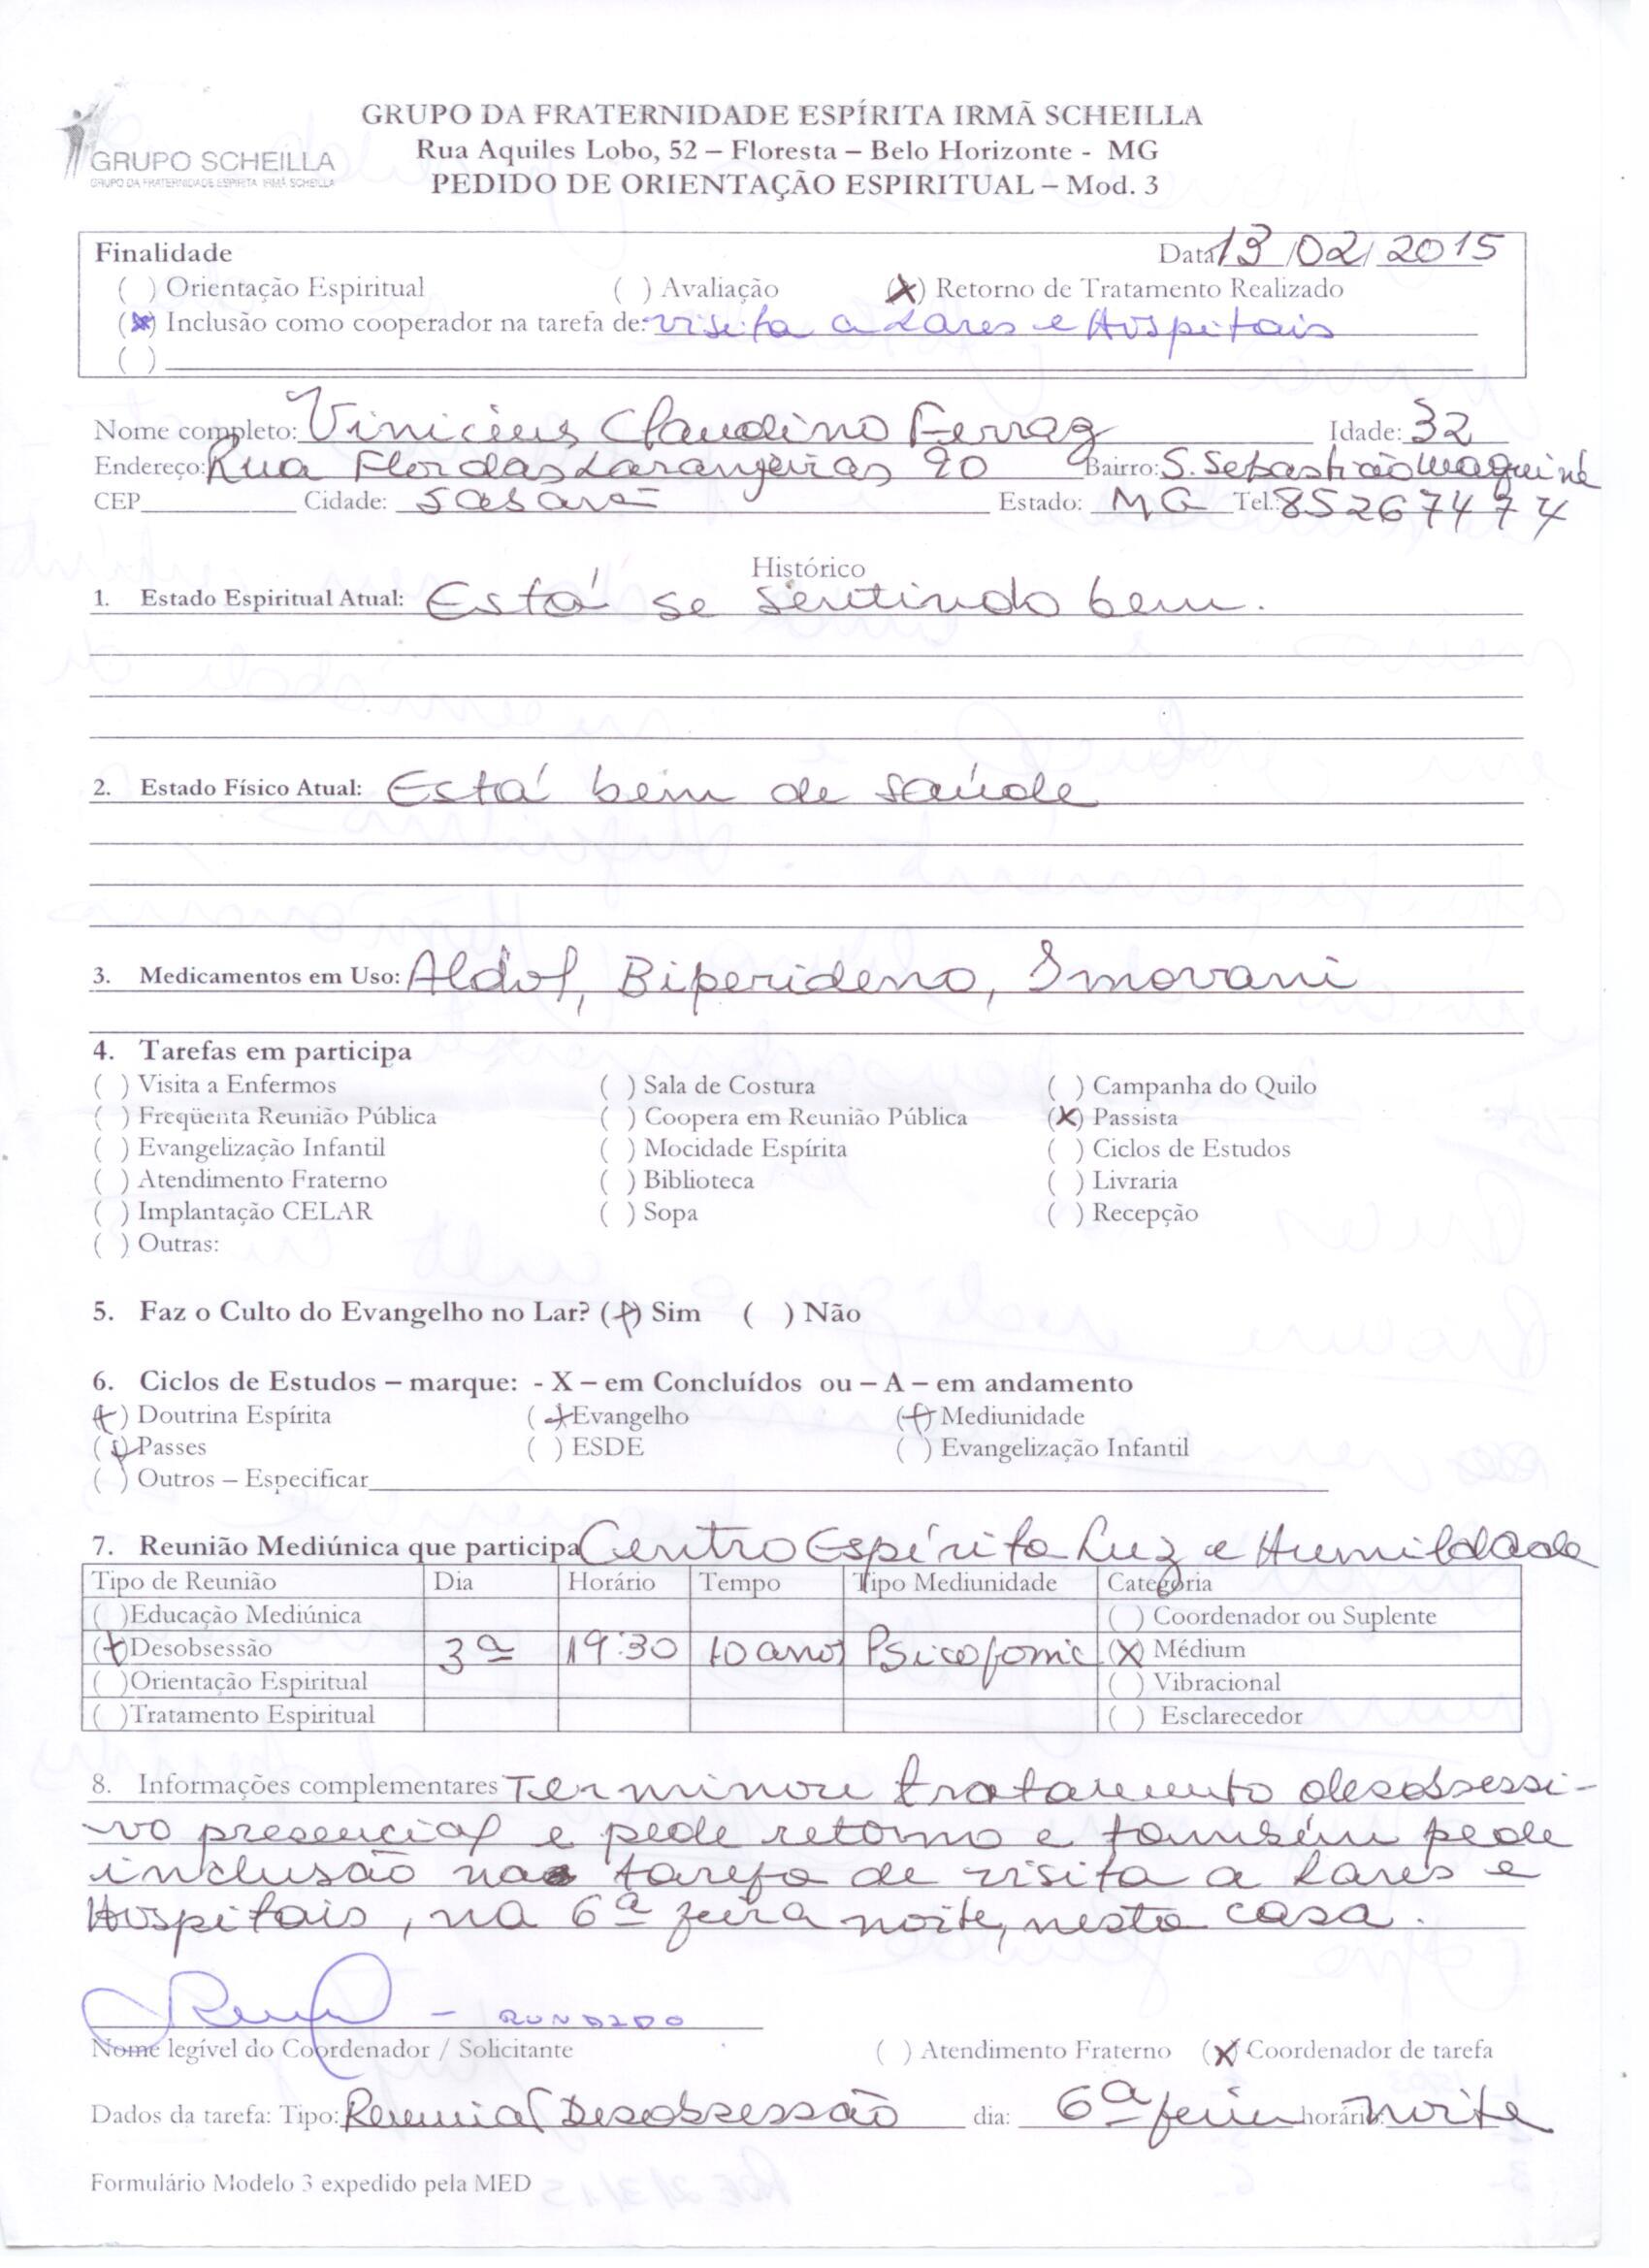 GRUPO SCHEILLA
GRUPO DA FRATERNIDADE ESPÍRITA IRMÃ SCHEILLA
GRUPO DA FRATERNIDADE ESPÍRITA IRMÃ SCHEILLA
Rua Aquiles Lobo, 52 – Floresta – Belo Horizonte - MG
PEDIDO DE ORIENTAÇÃO ESPIRITUAL – Mod. 3
Finalidade Data 13/02/2015
( ) Orientação Espiritual ( ) Avaliação (X) Retorno de Tratamento Realizado
(X) Inclusão como cooperador na tarefa de: visita a Lares e Hospitais
( )
Nome completo: Vinicius Claudino Ferraz Idade: 32
Endereço: Rua Flor das Laranjeiras 90 Bairro: S. Sebastião Maquiné
CEP Cidade: Estado: MG Tel.: 85267474
Histórico
1. Estado Espiritual Atual: Está se sentindo bem.
2. Estado Físico Atual: Está bem de saúde
3. Medicamentos em Uso: Aldol, Biperideno, Imovani
4. Tarefas em participa
( ) Visita a Enfermos ( ) Sala de Costura ( ) Campanha do Quilo
( ) Freqüenta Reunião Pública ( ) Coopera em Reunião Pública (X) Passista
( ) Evangelização Infantil ( ) Mocidade Espírita ( ) Ciclos de Estudos
( ) Atendimento Fraterno ( ) Biblioteca ( ) Livraria
( ) Implantação CELAR ( ) Sopa ( ) Recepção
( ) Outras:
5. Faz o Culto do Evangelho no Lar? (X) Sim ( ) Não
6. Ciclos de Estudos – marque: - X – em Concluídos ou – A – em andamento
(X) Doutrina Espírita (X) Evangelho (X) Mediunidade
(X) Passes ( ) ESDE ( ) Evangelização Infantil
( ) Outros – Especificar
7. Reunião Mediúnica que participa Centro Espírita Luz e Humildade
Tipo de Reunião Dia Horário Tempo Tipo Mediunidade Categoria
( )Educação Mediúnica ( ) Coordenador ou Suplente
(X)Desobsessão 3ª 19:30 10 anos Psicofonic (X) Médium
( )Orientação Espiritual ( ) Vibracional
( )Tratamento Espiritual ( ) Esclarecedor
8. Informações complementares Terminou tratamento desobsessi-
vo presencial e pede retorno e também pede
inclusão na tarefa de visita a Lares e
Hospitais, na 6ª feira noite, nesta casa.
Nome legível do Coordenador / Solicitante ( ) Atendimento Fraterno (X) Coordenador de tarefa
Dados da tarefa: Tipo: Desobsessão dia: 6ª feira horário: noite
Formulário Modelo 3 expedido pela MED